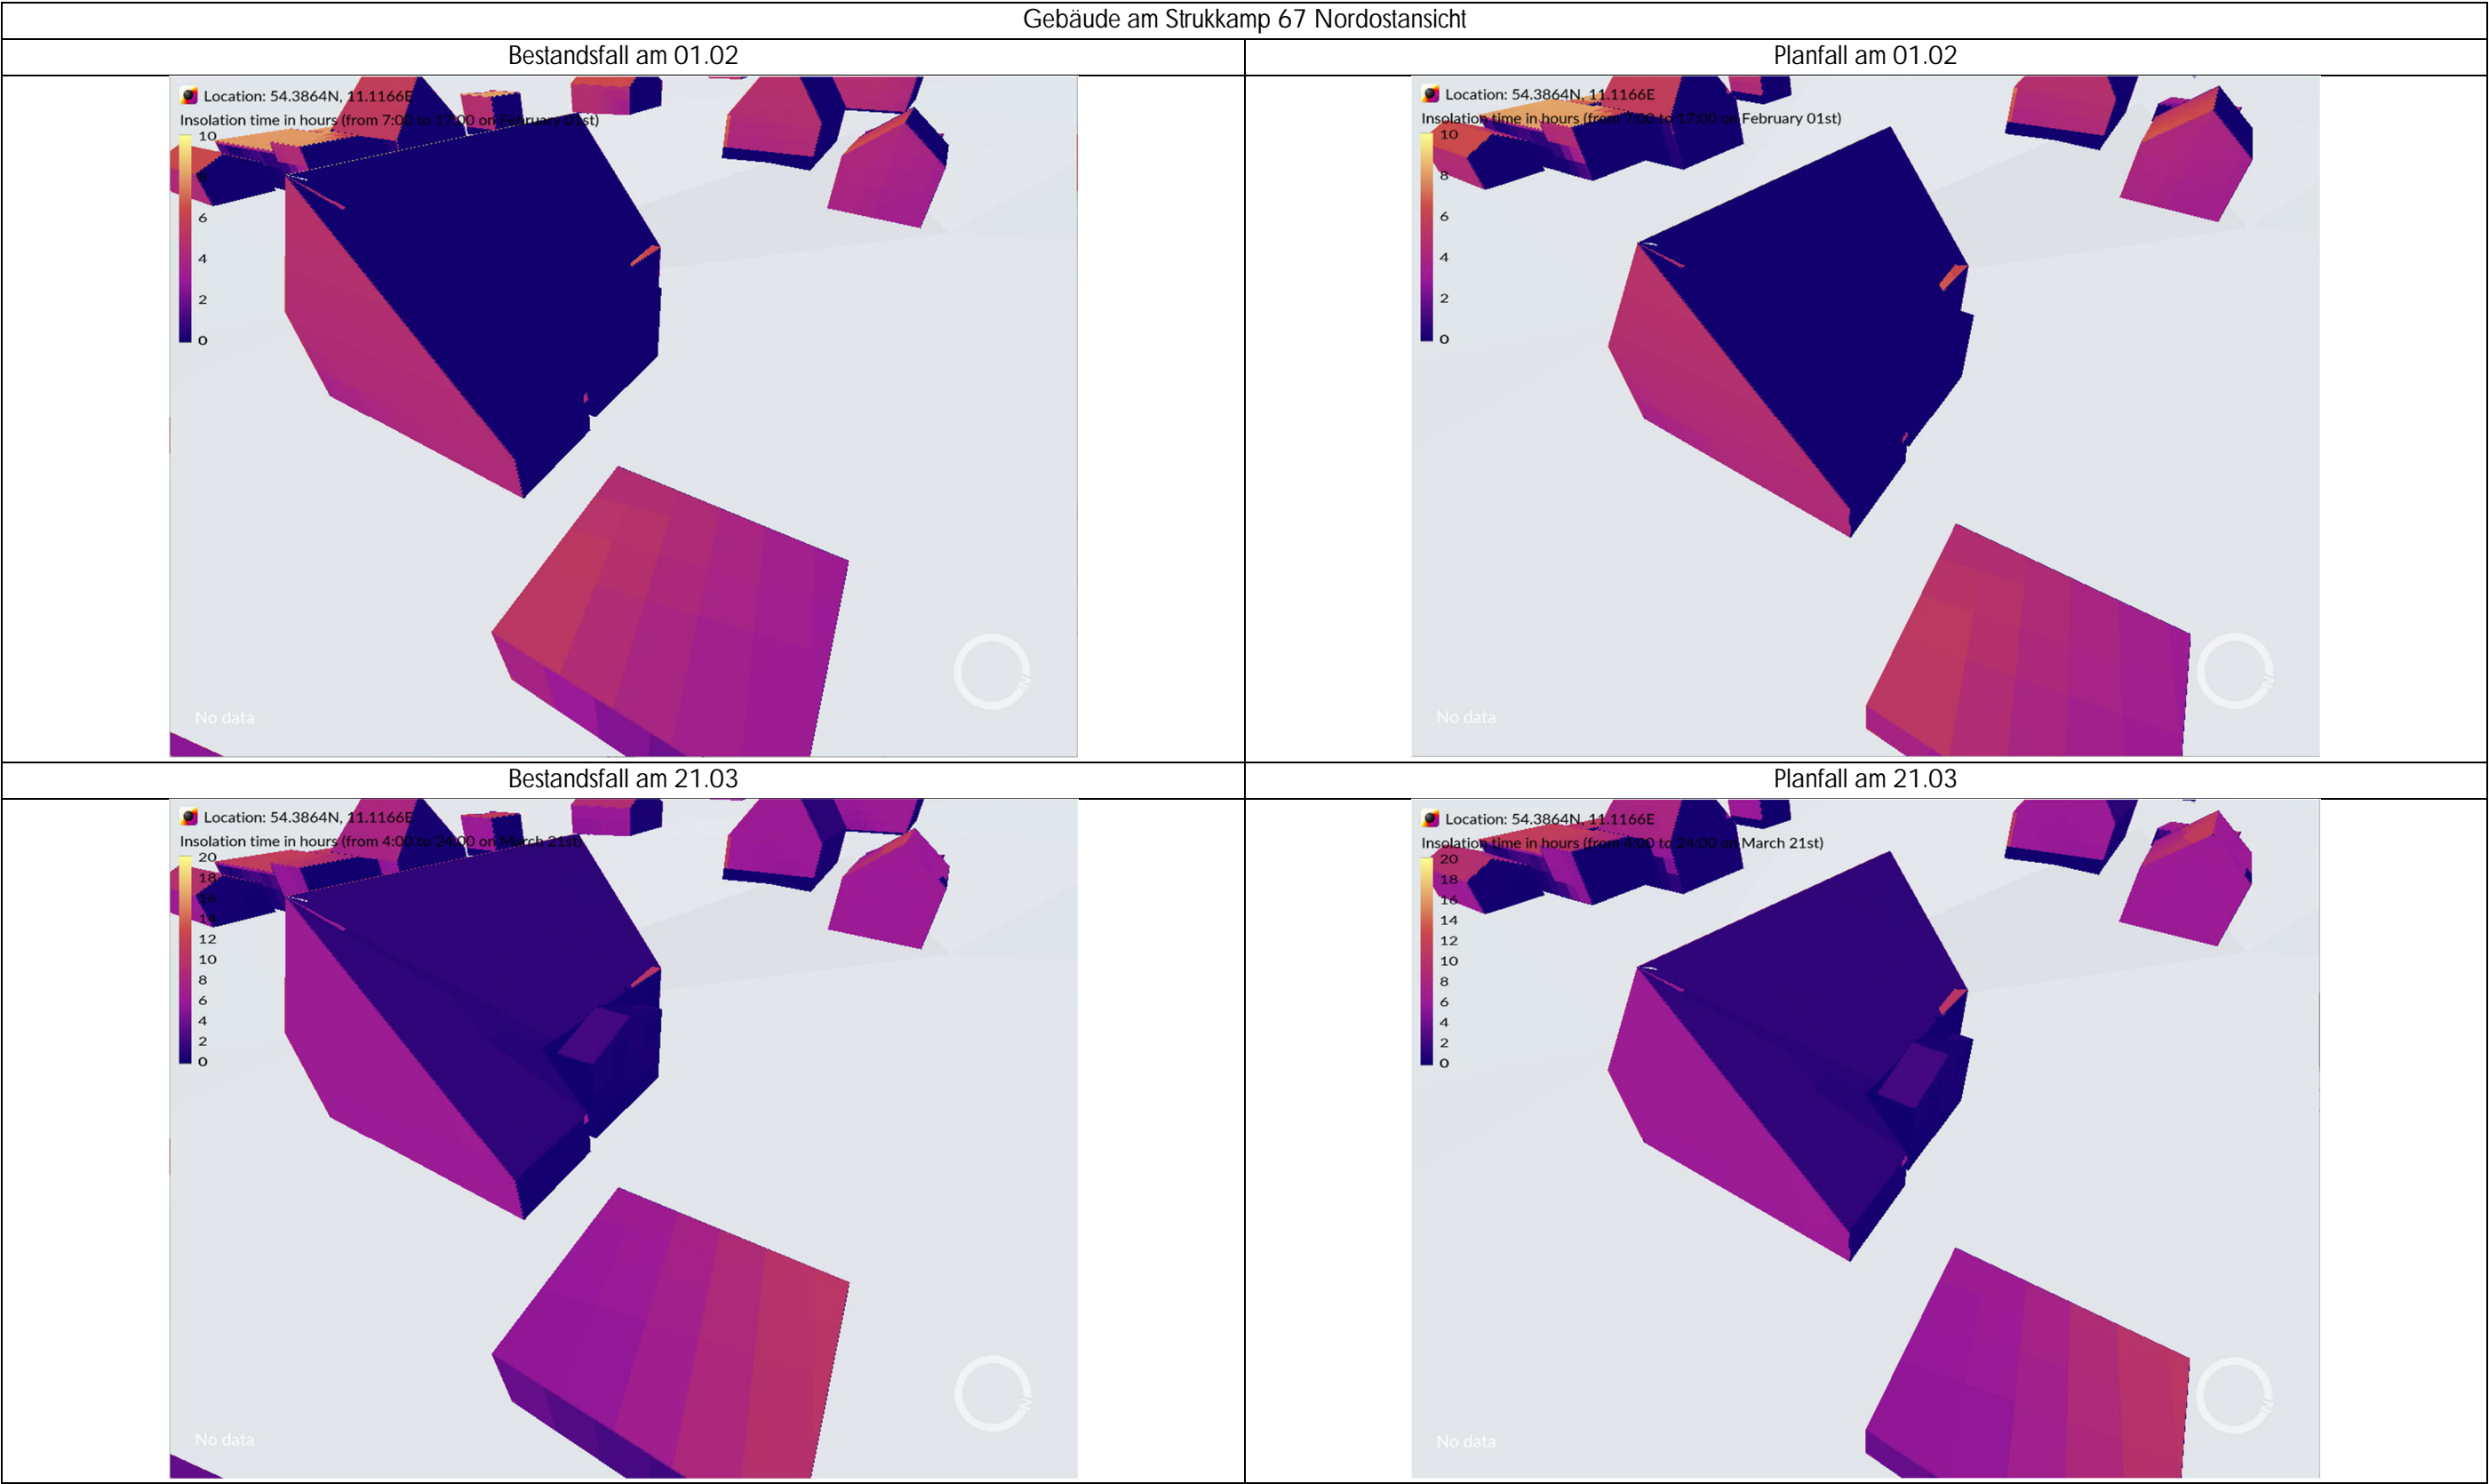 Gebäude am Strukkamp 67 Nordostansicht
Bestandsfall am 01.02
Planfall am 01.02
Location: 54.3864N, 11.1166E
Insolation time in hours (from 7:00 to 17:00 on February 01st)
10
8
6
4
2
0
N
No data
Location: 54.3864N, 11.1166E
Insolation time in hours (from 7:00 to 17:00 on February 01st)
10
8
6
4
2
0
N
No data
Bestandsfall am 21.03
Planfall am 21.03
Location: 54.3864N, 11.1166E
Insolation time in hours (from 4:00 to 24:00 on March 21st)
20
18
16
14
12
10
8
6
4
2
0
N
No data
Location: 54.3864N, 11.1166E
Insolation time in hours (from 4:00 to 24:00 on March 21st)
20
18
16
14
12
10
8
6
4
2
0
N
No data